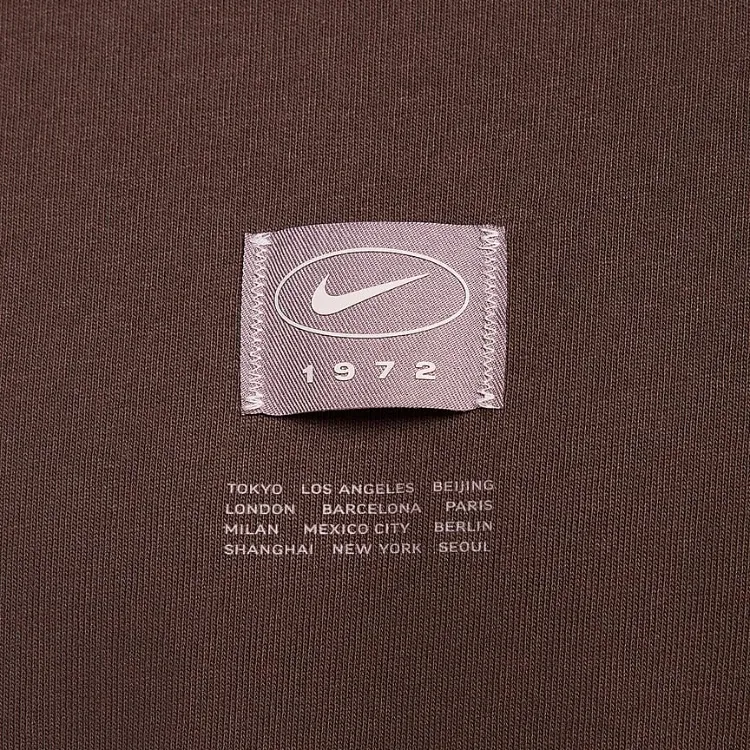 1972
TOKYO LOS ANGELES BEIJING
LONDON BARCELONA PARIS
MILAN MEXICO CITY BERLIN
SHANGHAI NEW YORK SEOUL